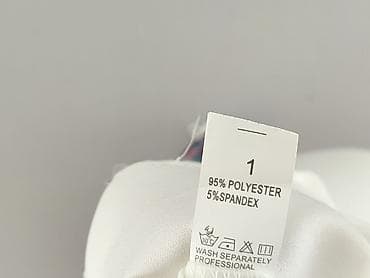 1
95% POLYESTER
5%SPANDEX
WASH SEPARATELY
PROFESSIONAL